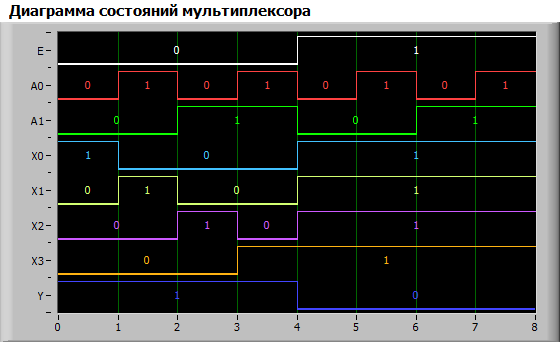 Диаграмма состояний мультиплексора
E 0 1
A0 0 1 0 1 0 1 0 1
A1 0 1 0 1
X0 1 0 1
X1 0 1 0 1
X2 0 1 0 1
X3 0 1
Y 1 0
0 1 2 3 4 5 6 7 8